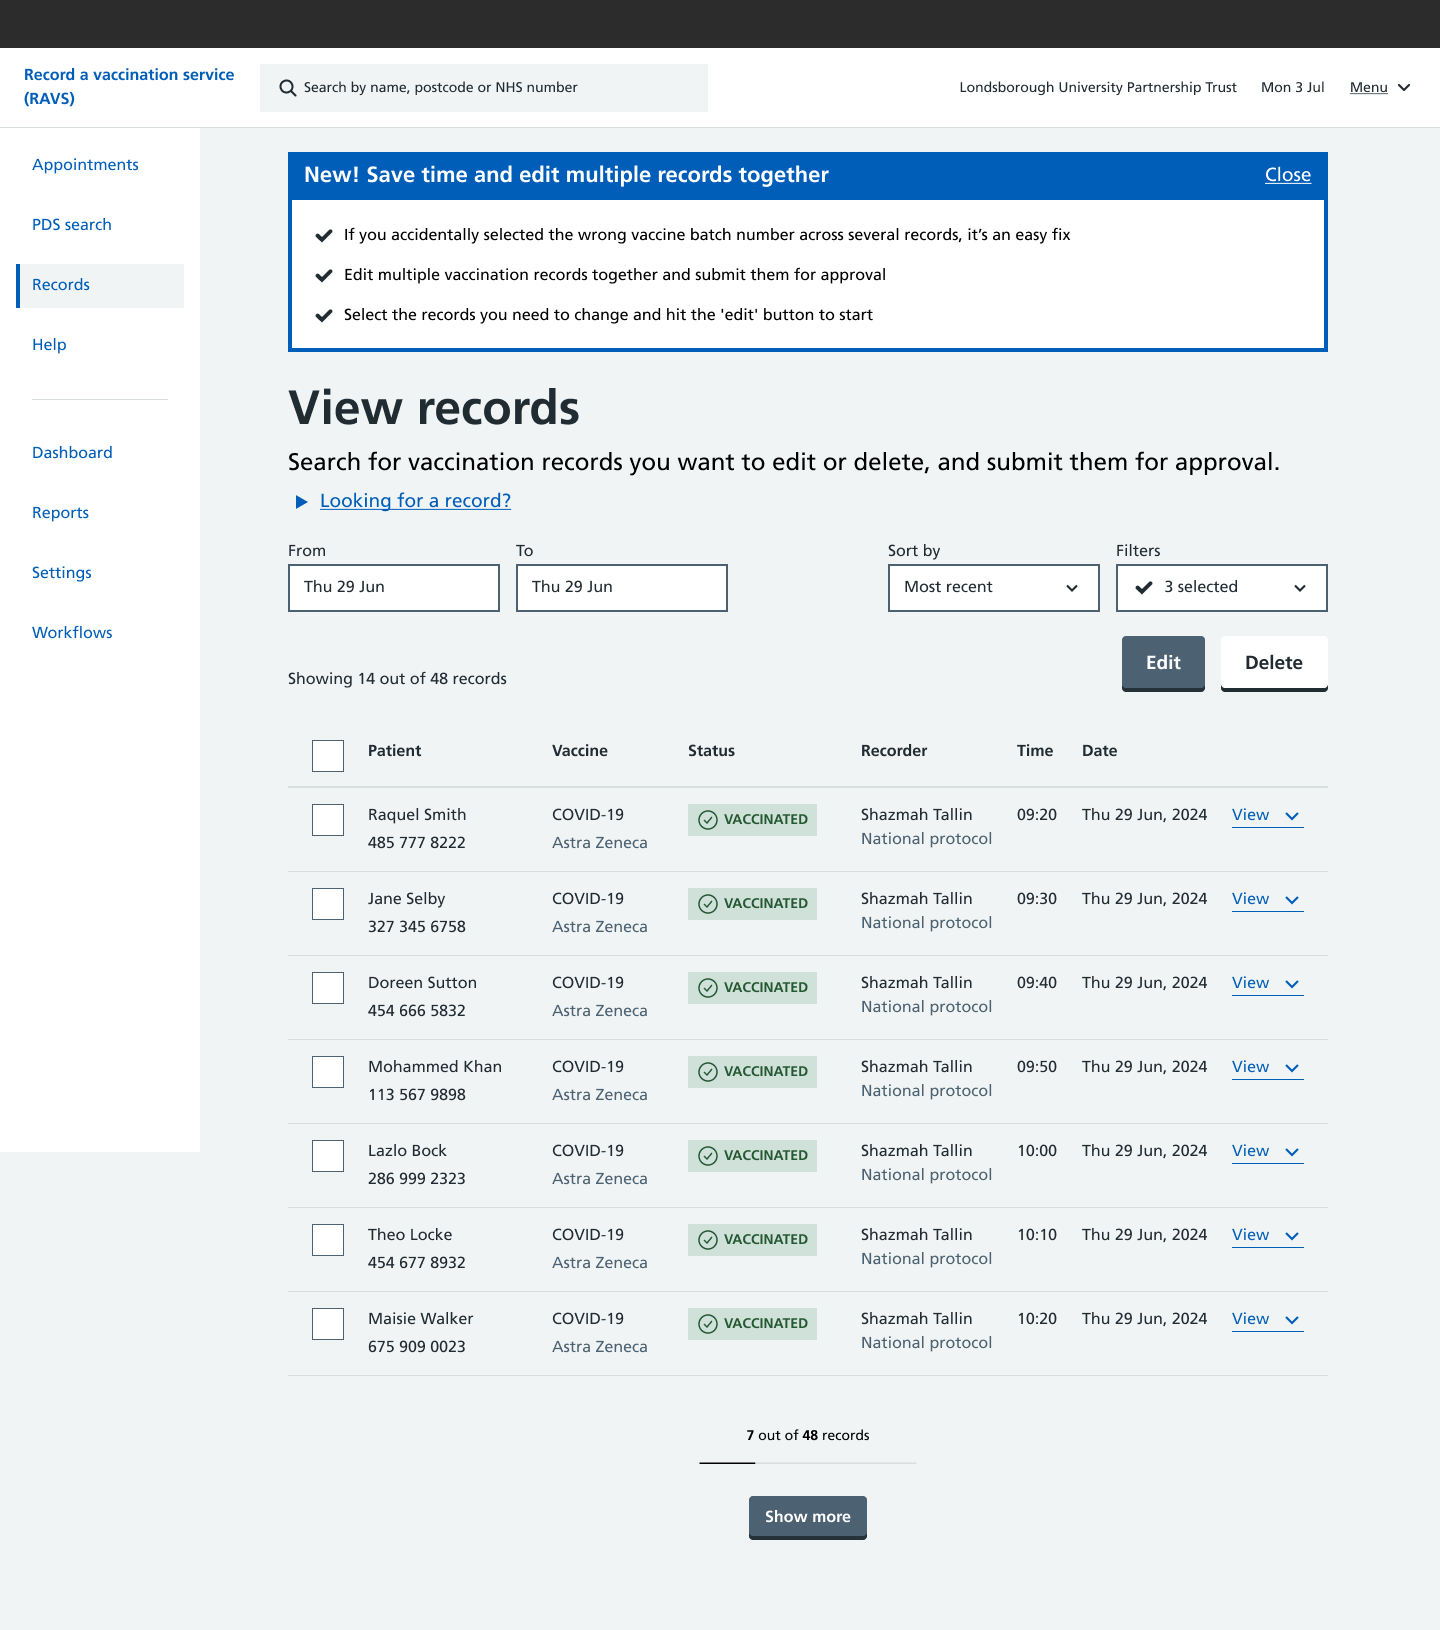 Record a vaccination service
(RAVS)
Search by name, postcode or NHS number
Londsborough University Partnership Trust Mon 3 Jul Menu
Appointments
PDS search
Records
Help
Dashboard
Reports
Settings
Workflows
New! Save time and edit multiple records together Close
If you accidentally selected the wrong vaccine batch number across several records, it’s an easy fix
Edit multiple vaccination records together and submit them for approval
Select the records you need to change and hit the 'edit' button to start
View records
Search for vaccination records you want to edit or delete, and submit them for approval.
Looking for a record?
From To Sort by Filters
Thu 29 Jun Thu 29 Jun Most recent 3 selected
Edit Delete
Showing 14 out of 48 records
Patient Vaccine Status Recorder Time Date
Raquel Smith COVID-19 VACCINATED Shazmah Tallin 09:20 Thu 29 Jun, 2024 View
485 777 8222 Astra Zeneca National protocol
Jane Selby COVID-19 VACCINATED Shazmah Tallin 09:30 Thu 29 Jun, 2024 View
327 345 6758 Astra Zeneca National protocol
Doreen Sutton COVID-19 VACCINATED Shazmah Tallin 09:40 Thu 29 Jun, 2024 View
454 666 5832 Astra Zeneca National protocol
Mohammed Khan COVID-19 VACCINATED Shazmah Tallin 09:50 Thu 29 Jun, 2024 View
113 567 9898 Astra Zeneca National protocol
Lazlo Bock COVID-19 VACCINATED Shazmah Tallin 10:00 Thu 29 Jun, 2024 View
286 999 2323 Astra Zeneca National protocol
Theo Locke COVID-19 VACCINATED Shazmah Tallin 10:10 Thu 29 Jun, 2024 View
454 677 8932 Astra Zeneca National protocol
Maisie Walker COVID-19 VACCINATED Shazmah Tallin 10:20 Thu 29 Jun, 2024 View
675 909 0023 Astra Zeneca National protocol
7 out of 48 records
Show more